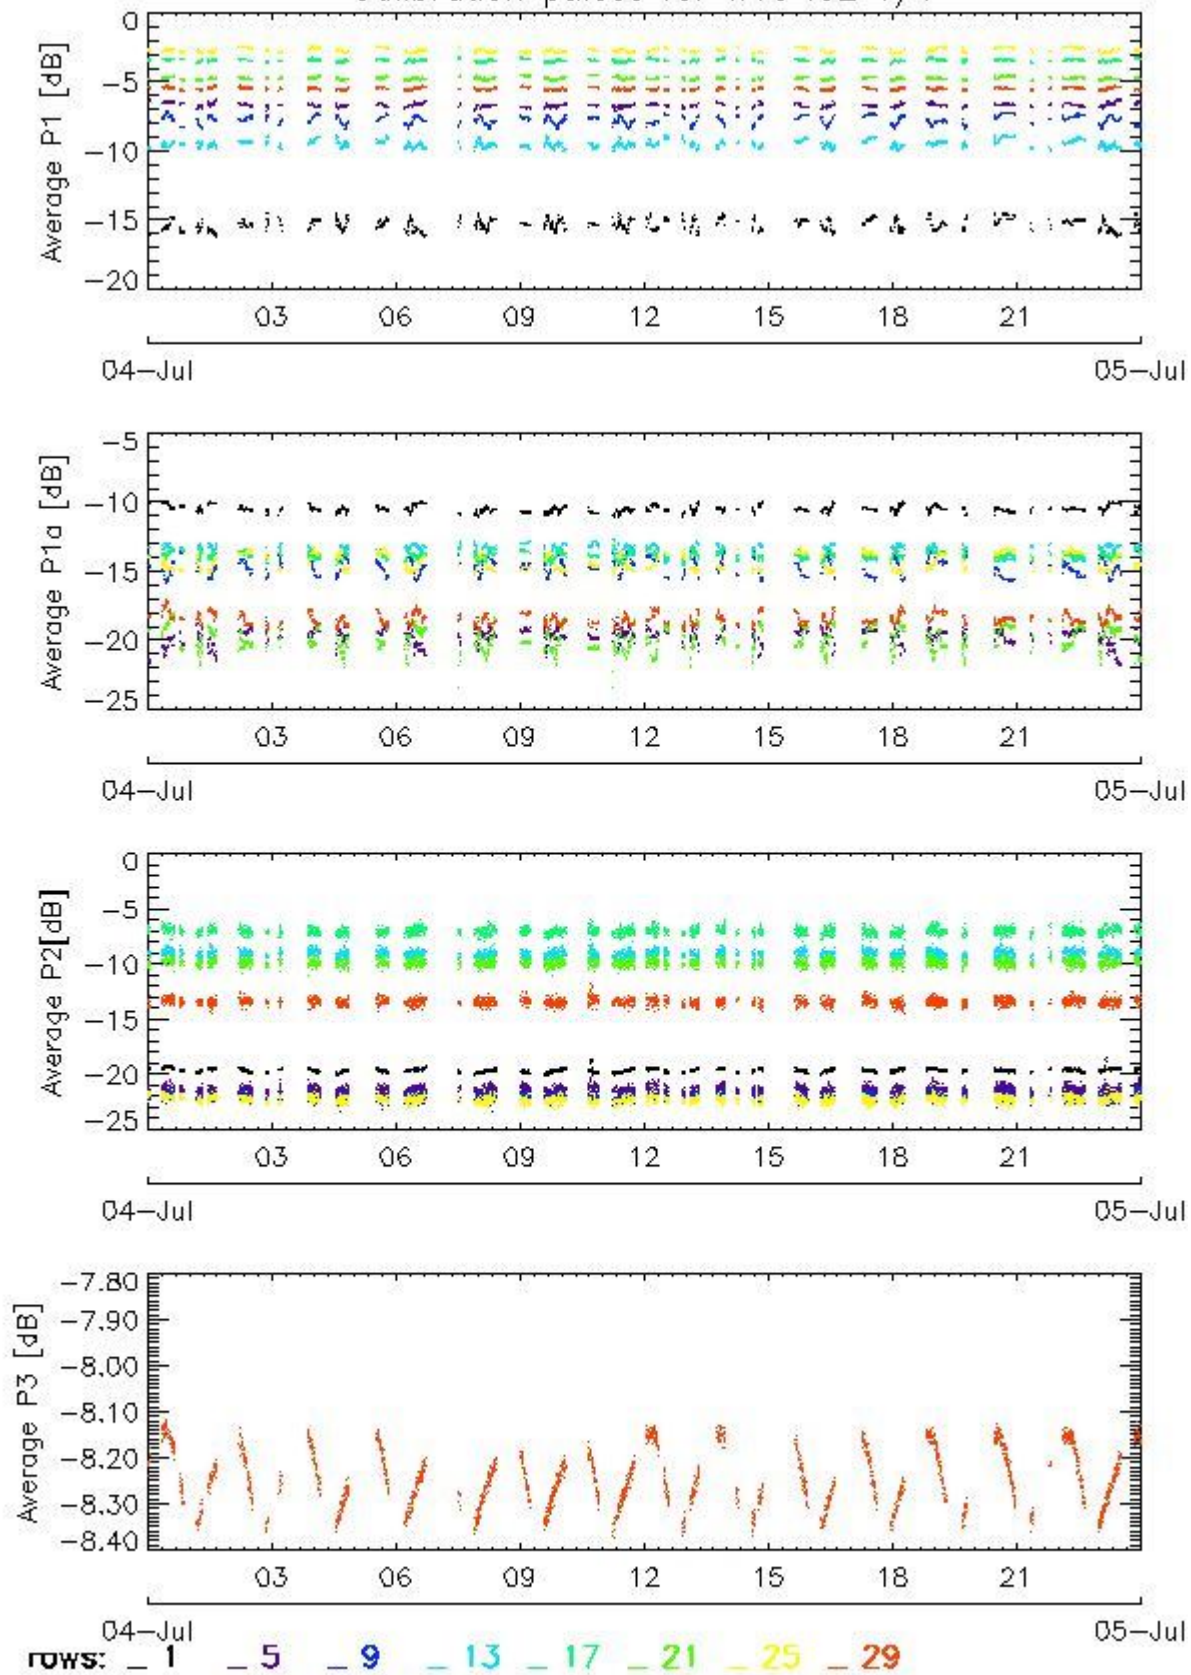 Average P1 [dB]
0
−5
−10
−15
−20
03 06 09 12 15 18 21
04−Jul 05−Jul
Average P1a [dB]
−5
−10
−15
−20
−25
03 06 09 12 15 18 21
04−Jul 05−Jul
Average P2[dB]
0
−5
−10
−15
−20
−25
03 06 09 12 15 18 21
04−Jul 05−Jul
Average P3 [dB]
−7.80
−7.90
−8.00
−8.10
−8.20
−8.30
−8.40
03 06 09 12 15 18 21
04−Jul 05−Jul
rows: _ 1 _ 5 _ 9 _ 13 _ 17 _ 21 _ 25 _ 29